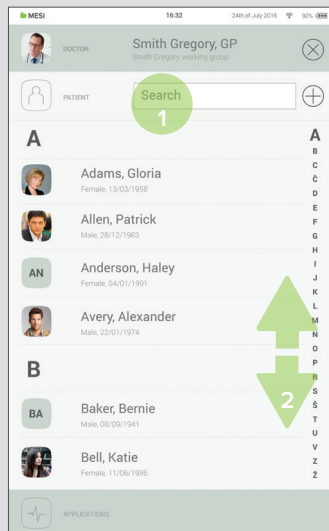 MESI 16:32 24th of July 2016 92%
DOCTOR
Smith Gregory, GP
Smith Gregory working group
PATIENT
Search
1
A
Adams, Gloria
Female, 13/03/1958
Allen, Patrick
Male, 28/12/1983
AN
Anderson, Haley
Female, 04/01/1991
Avery, Alexander
Male, 22/01/1974
B
BA
Baker, Bernie
Male, 08/09/1941
Bell, Katie
Female, 11/06/1986
A
B
C
Č
D
E
F
G
H
I
J
K
L
M
N
O
P
R
S
Š
T
U
V
Z
Ž
2
APPLICATIONS